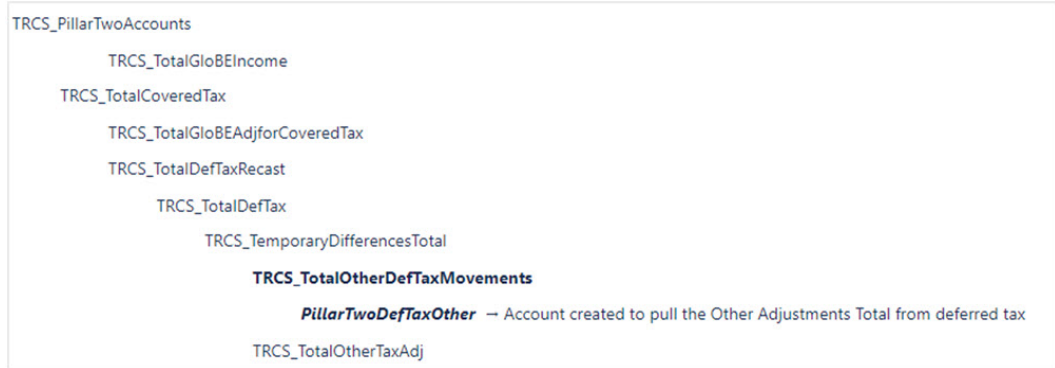 TRCS_PillarTwoAccounts
TRCS_TotalGloBEIncome
TRCS_TotalCoveredTax
TRCS_TotalGloBEAdjforCoveredTax
TRCS_TotalDefTaxRecast
TRCS_TotalDefTax
TRCS_TemporaryDifferencesTotal
TRCS_TotalOtherDefTaxMovements
PillarTwoDefTaxOther → Account created to pull the Other Adjustments Total from deferred tax
TRCS_TotalOtherTaxAdj